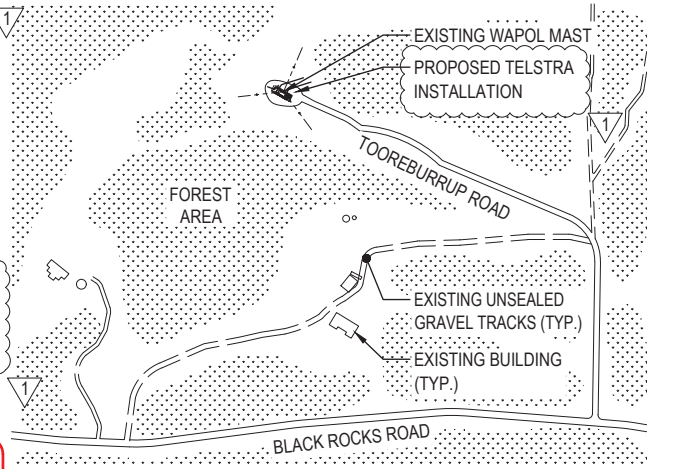 1
EXISTING WAPOL MAST
PROPOSED TELSTRA
INSTALLATION
1
TOOREBURRUP ROAD
FOREST
AREA
EXISTING UNSEALED
GRAVEL TRACKS (TYP.)
EXISTING BUILDING
(TYP.)
1
BLACK ROCKS ROAD